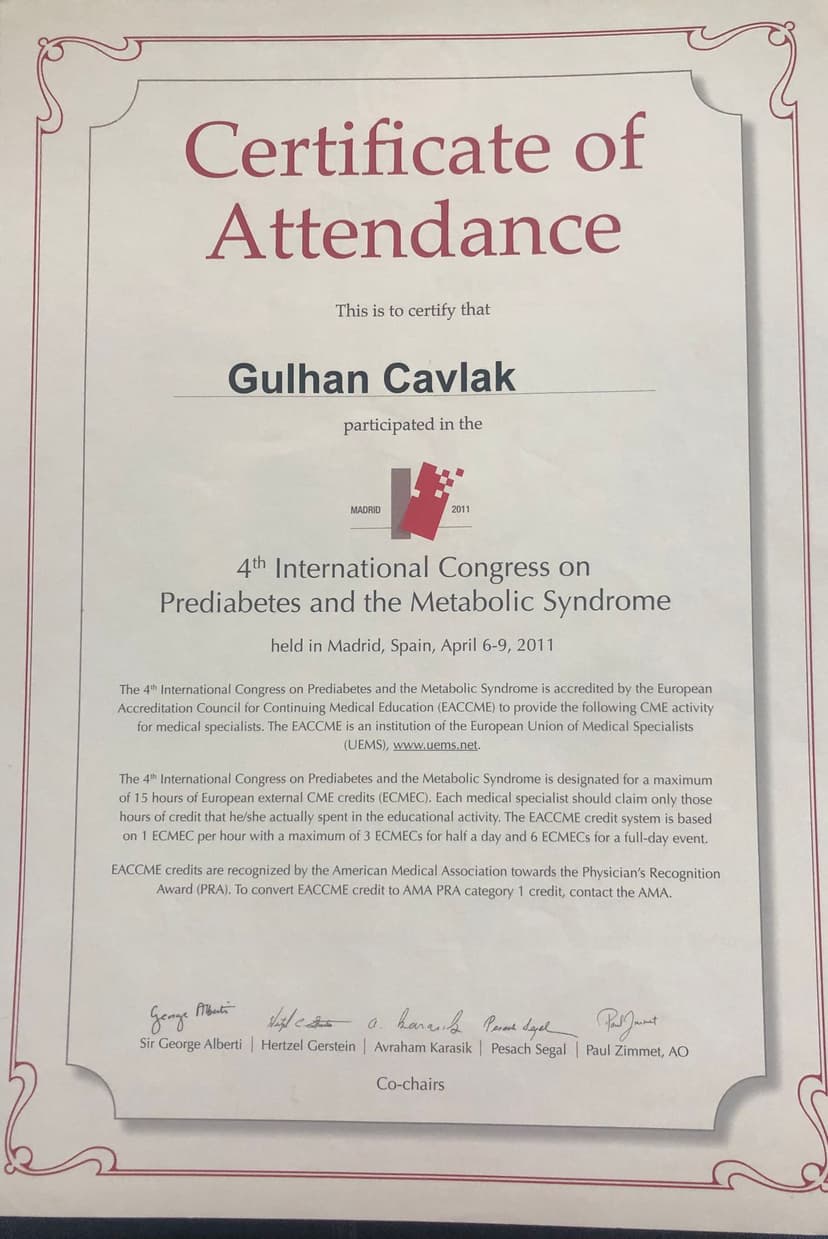 Certificate of
Attendance
This is to certify that
Gulhan Cavlak
participated in the
MADRID 2011
4th International Congress on
Prediabetes and the Metabolic Syndrome
held in Madrid, Spain, April 6-9, 2011
The 4th International Congress on Prediabetes and the Metabolic Syndrome is accredited by the European
Accreditation Council for Continuing Medical Education (EACCME) to provide the following CME activity
for medical specialists. The EACCME is an institution of the European Union of Medical Specialists
(UEMS), www.uems.net.
The 4th International Congress on Prediabetes and the Metabolic Syndrome is designated for a maximum
of 15 hours of European external CME credits (ECMEC). Each medical specialist should claim only those
hours of credit that he/she actually spent in the educational activity. The EACCME credit system is based
on 1 ECMEC per hour with a maximum of 3 ECMECs for half a day and 6 ECMECs for a full-day event.
EACCME credits are recognized by the American Medical Association towards the Physician's Recognition
Award (PRA). To convert EACCME credit to AMA PRA category 1 credit, contact the AMA.
George Alberti a. Karasik Pesach Segal Paul Zimmet
Sir George Alberti | Hertzel Gerstein | Avraham Karasik | Pesach Segal | Paul Zimmet, AO
Co-chairs